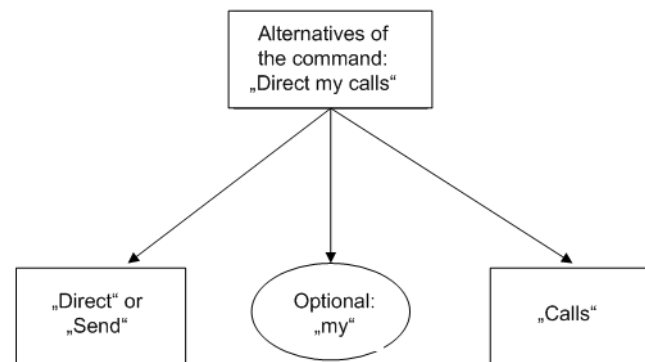 Alternatives of
the command:
„Direct my calls“
„Direct“ or
„Send“
Optional:
„my“
„Calls“